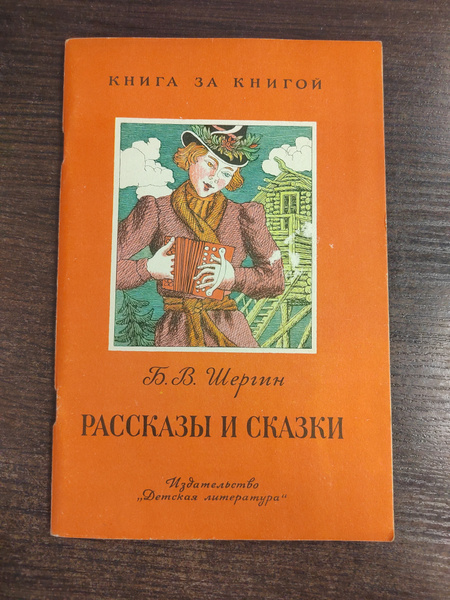 КНИГА ЗА КНИГОЙ
Б. В. Шергин
РАССКАЗЫ И СКАЗКИ
Издательство
„Детская литература“